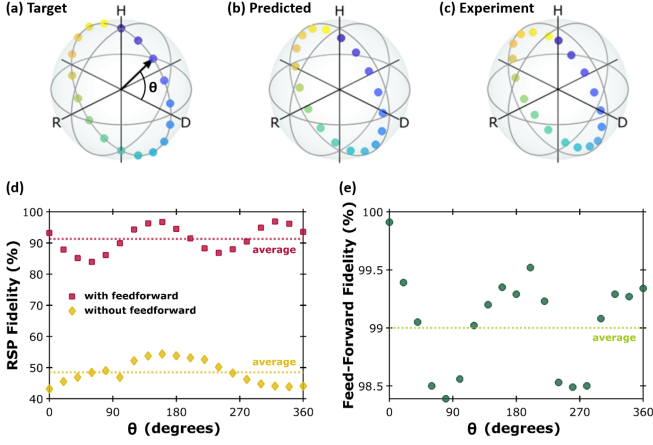 (a) Target
(b) Predicted
(c) Experiment
H
H
H
θ
R
D
R
D
R
D
(d)
(e)
100
90
80
70
60
50
40
RSP Fidelity (%)
average
with feedforward
without feedforward
average
0
90
180
270
360
θ (degrees)
100
99.5
99
98.5
Feed-Forward Fidelity (%)
average
0
90
180
270
360
θ (degrees)